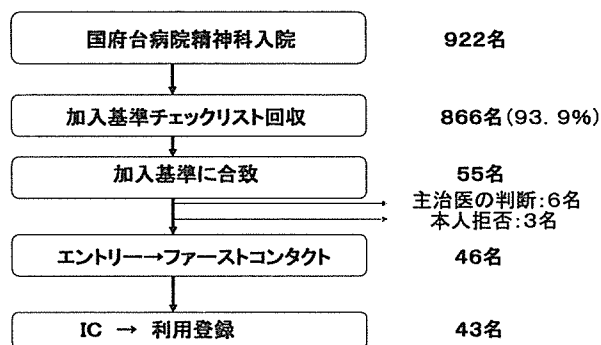 国府台病院精神科入院 922名
加入基準チェックリスト回収 866名(93. 9%)
加入基準に合致 55名
主治医の判断:6名
本人拒否:3名
エントリー→ファーストコンタクト 46名
IC → 利用登録 43名